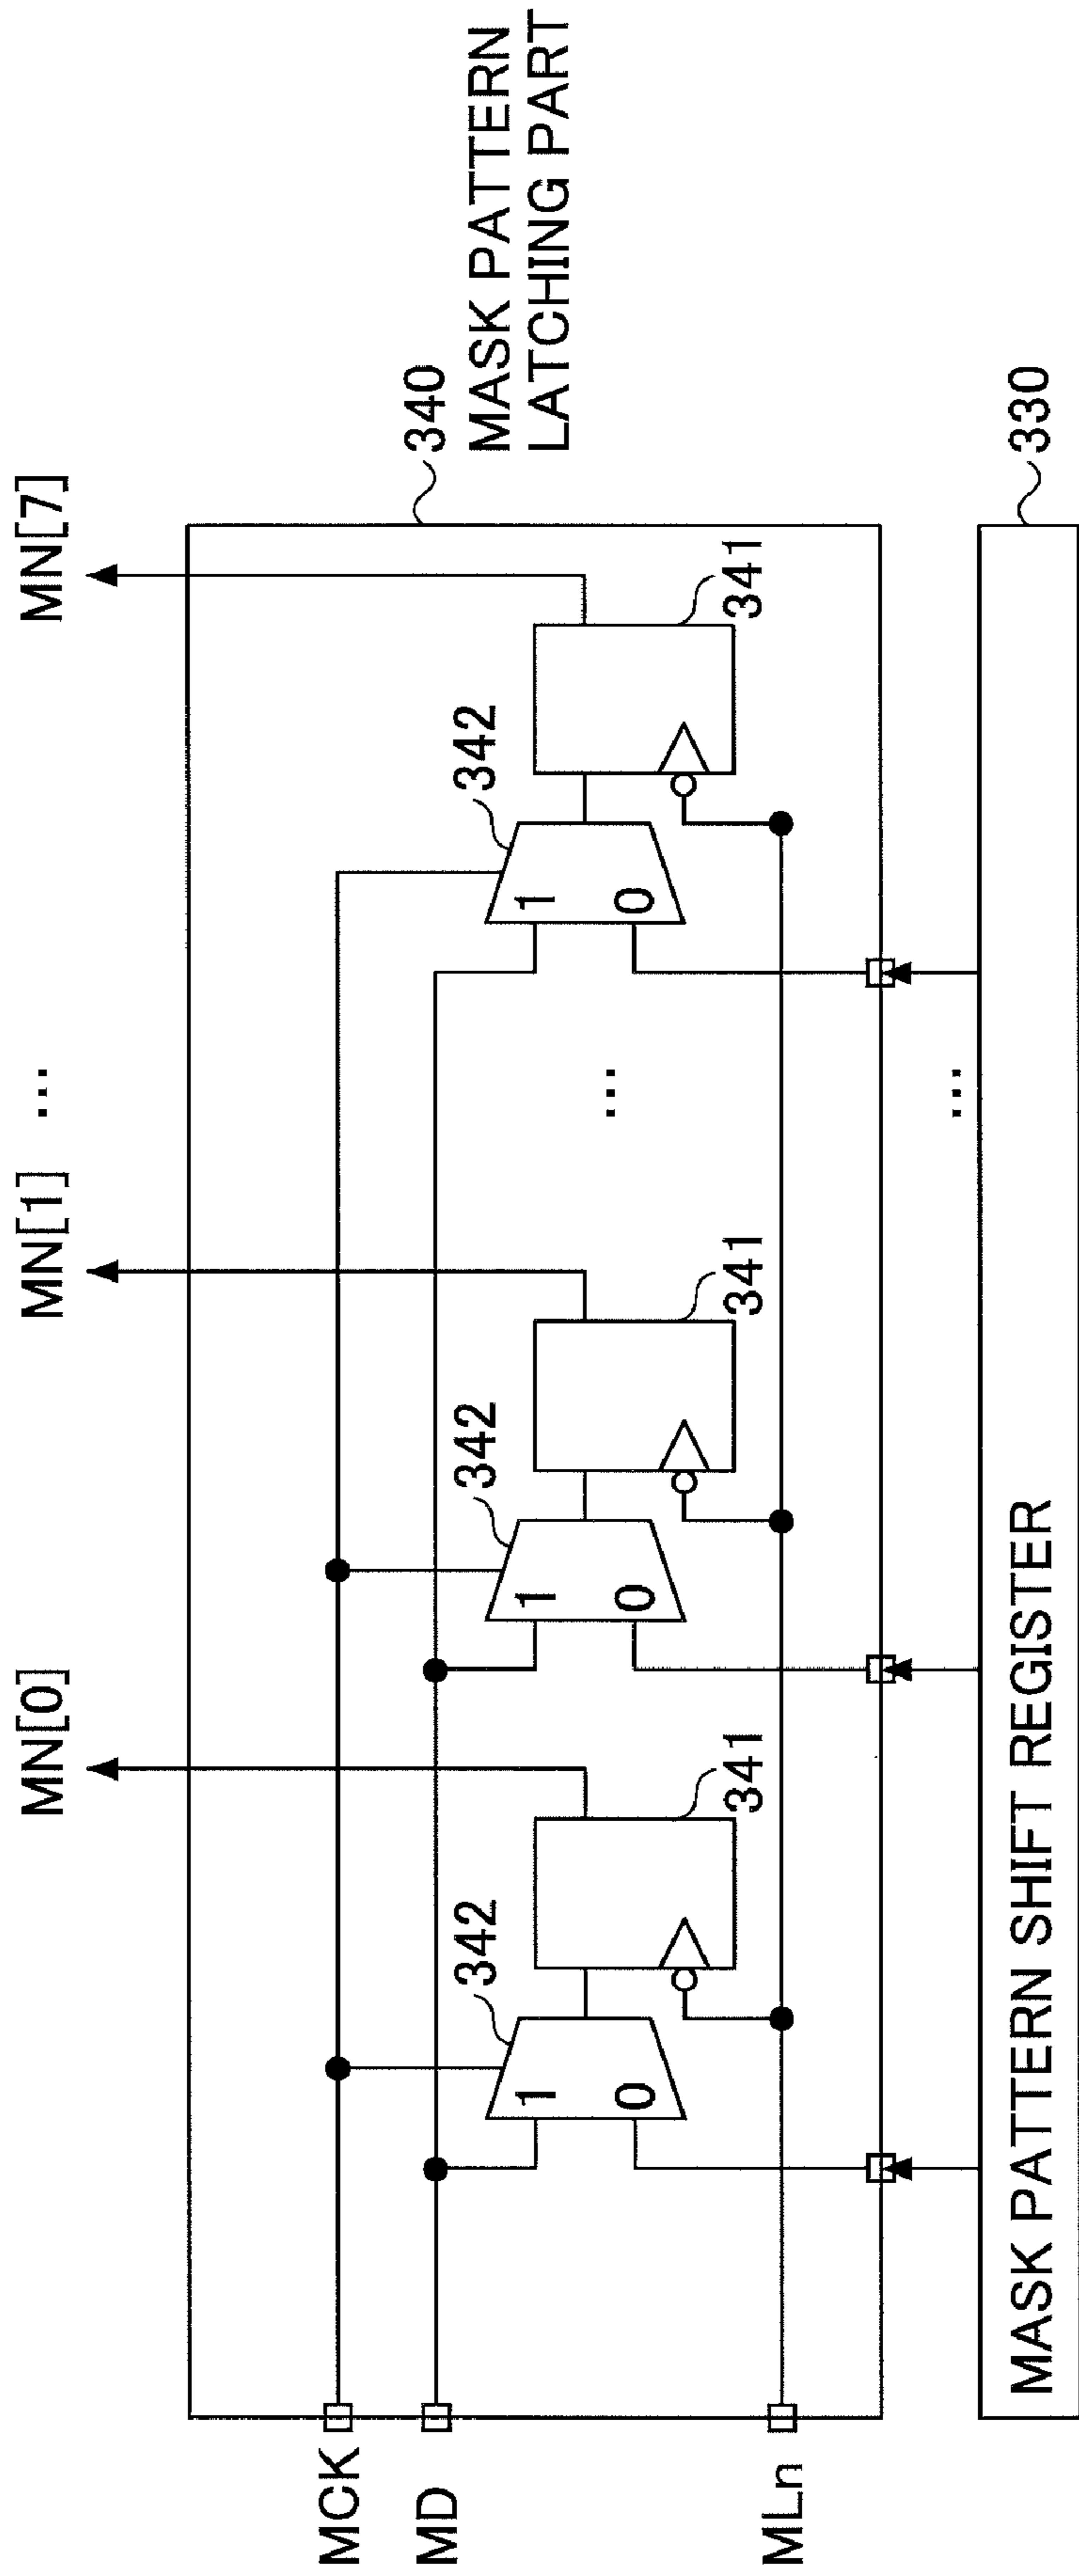 MN[0]
MN[1]
...
MN[7]
340
MASK PATTERN
LATCHING PART
MCK
MD
MLn
342
342
342
1
1
1
0
0
0
341
341
...
341
...
330
MASK PATTERN SHIFT REGISTER